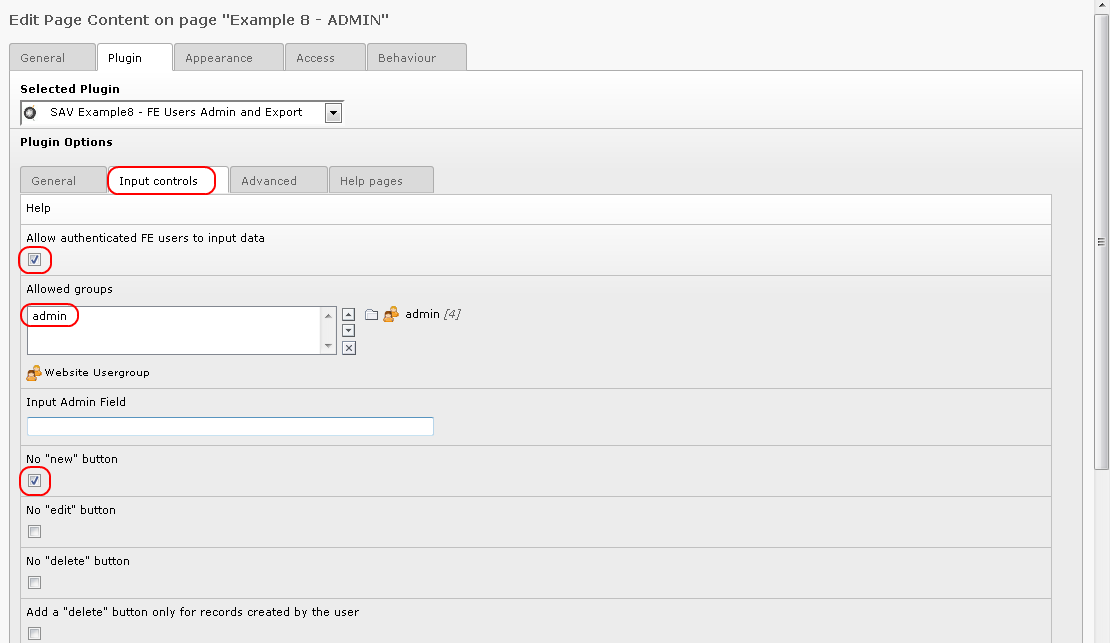 Edit Page Content on page "Example 8 - ADMIN"
General Plugin Appearance Access Behaviour
Selected Plugin
SAV Example8 - FE Users Admin and Export
Plugin Options
General Input controls Advanced Help pages
Help
Allow authenticated FE users to input data
Allowed groups
admin admin [4]
Website Usergroup
Input Admin Field
No "new" button
No "edit" button
No "delete" button
Add a "delete" button only for records created by the user